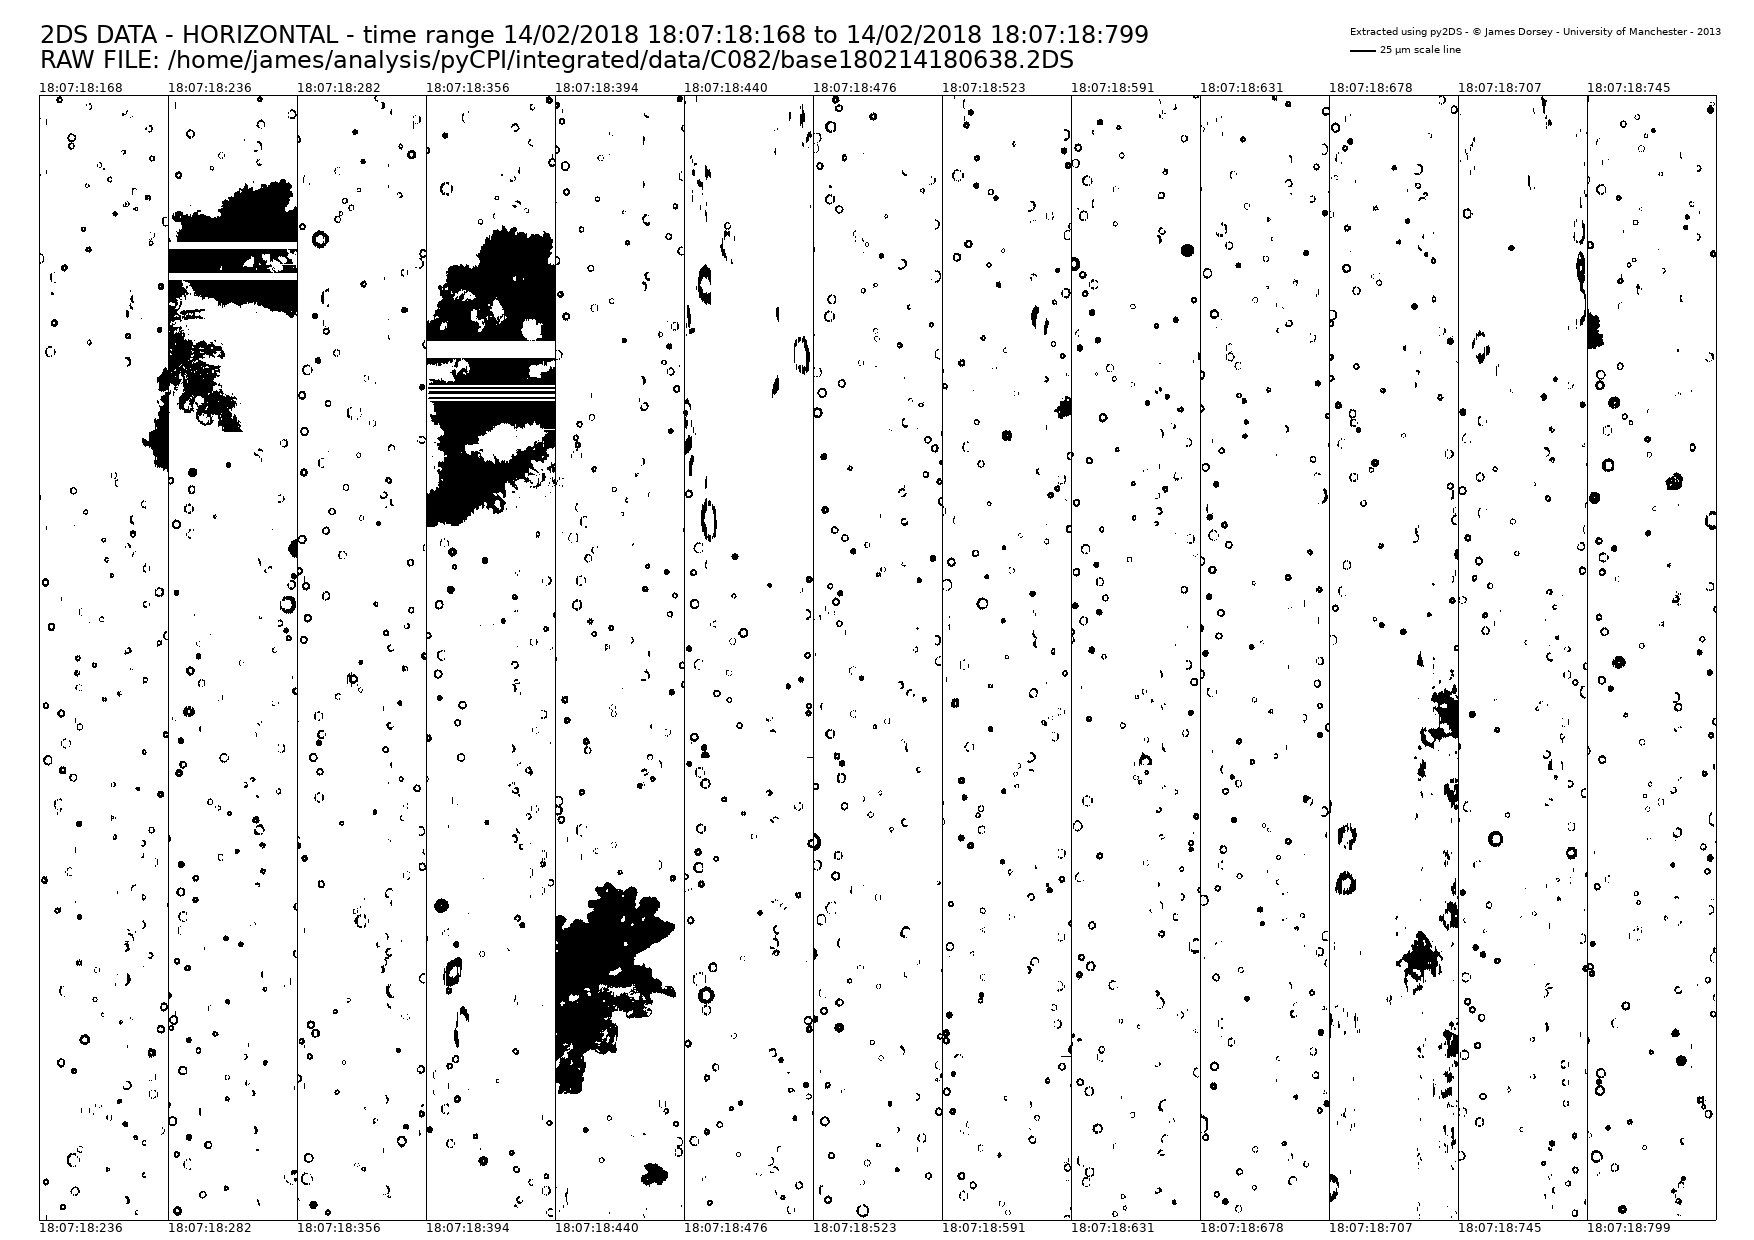 2DS DATA - HORIZONTAL - time range 14/02/2018 18:07:18:168 to 14/02/2018 18:07:18:799
RAW FILE: /home/james/analysis/pyCPI/integrated/data/C082/base180214180638.2DS
Extracted using py2DS - © James Dorsey - University of Manchester - 2013
25 μm scale line
18:07:18:168 18:07:18:236 18:07:18:282 18:07:18:356 18:07:18:394 18:07:18:440 18:07:18:476 18:07:18:523 18:07:18:591 18:07:18:631 18:07:18:678 18:07:18:707 18:07:18:745
18:07:18:236 18:07:18:282 18:07:18:356 18:07:18:394 18:07:18:440 18:07:18:476 18:07:18:523 18:07:18:591 18:07:18:631 18:07:18:678 18:07:18:707 18:07:18:745 18:07:18:799